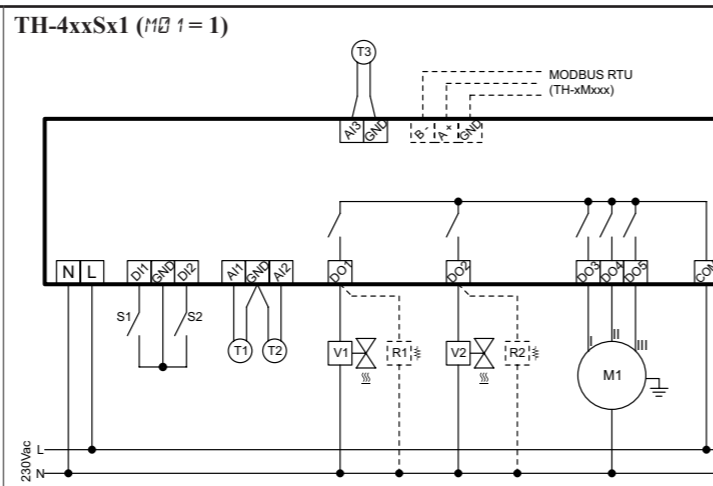 TH-4xxSx1 (M01 = 1)
T3
MODBUS RTU
(TH-xMxxx)
AI3 GND B - A + GND
N L DI1 GND DI2 AI1 GND AI2 DO1 DO2 DO3 DO4 DO5 COM
S1 S2 I II III
T1 T2 V1 R1 V2 R2 M1
230Vac
L
N